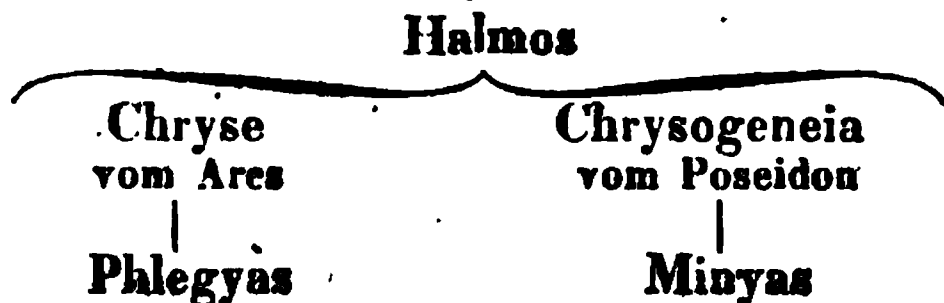 Halmos
Chryse Chrysogeneia
vom Ares vom Poseidon
Phlegyas Minyas